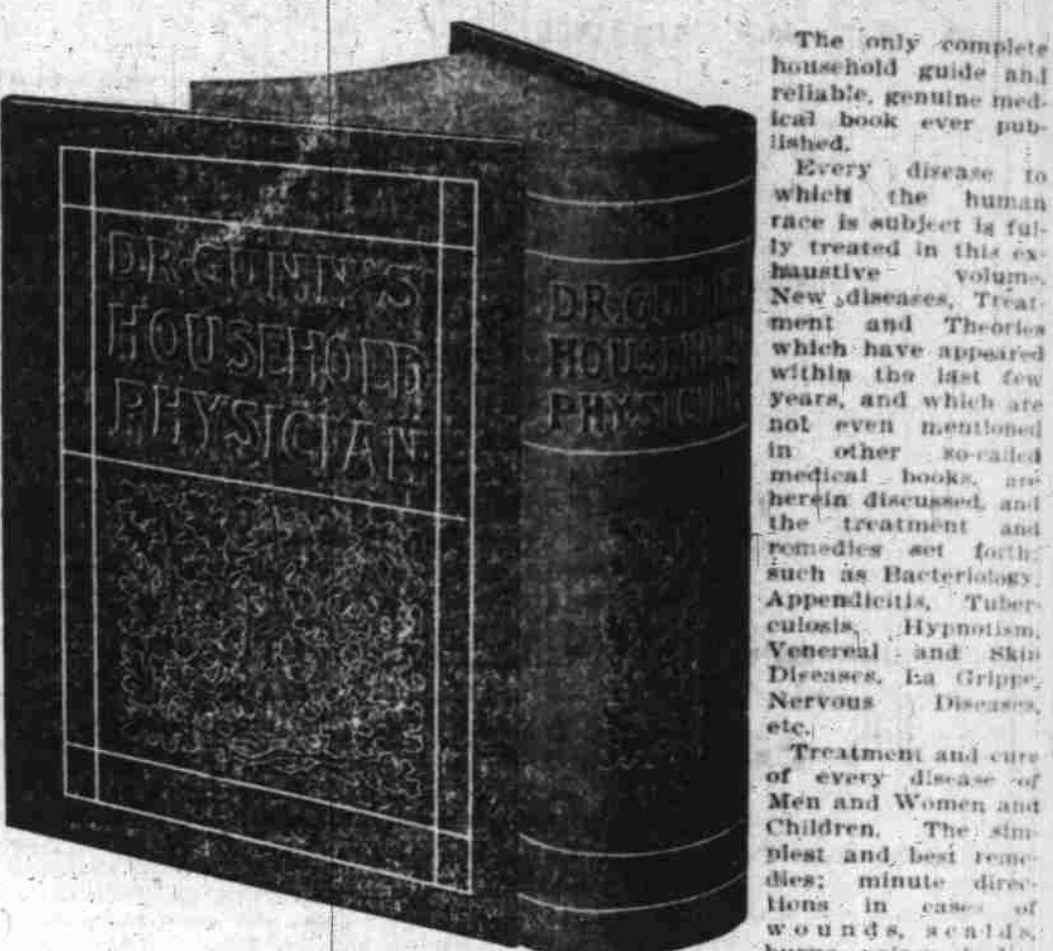 DR. GUNN'S
HOUSEHOLD
PHYSICIAN
DR. GUNN'S
HOUSEHOLD
PHYSICIAN
The only complete
household guide and
reliable, genuine med-
ical book ever pub-
lished.
Every disease to
which the human
race is subject is ful-
ly treated in this ex-
haustive volume.
New diseases, Treat-
ment and Theories
which have appeared
within the last few
years, and which are
not even mentioned
in other so-called
medical books, are
herein discussed, and
the treatment and
remedies set forth;
such as Bacteriology,
Appendicitis, Tuber-
culosis, Hypnotism,
Venereal and Skin
Diseases, La Grippe,
Nervous Diseases,
etc.
Treatment and cure
of every disease of
Men and Women and
Children. The sim-
plest and best reme-
dies; minute direc-
tions in cases of
wounds, scalds,